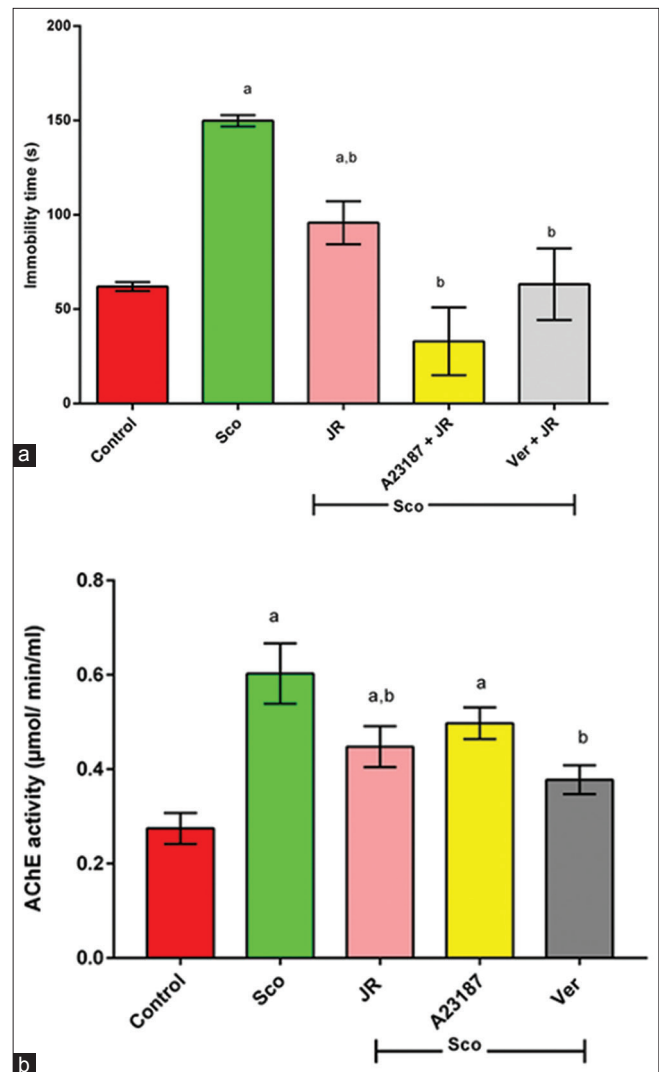 200
150
100
50
0
Immobility time (s)
a
a,b
b
b
Control
Sco
JR
A23187 + JR
Ver + JR
Sco
a
0.8
0.6
0.4
0.2
0.0
AChE activity (µmol/ min/ml)
a
a,b
a
b
Control
Sco
JR
A23187
Ver
Sco
b